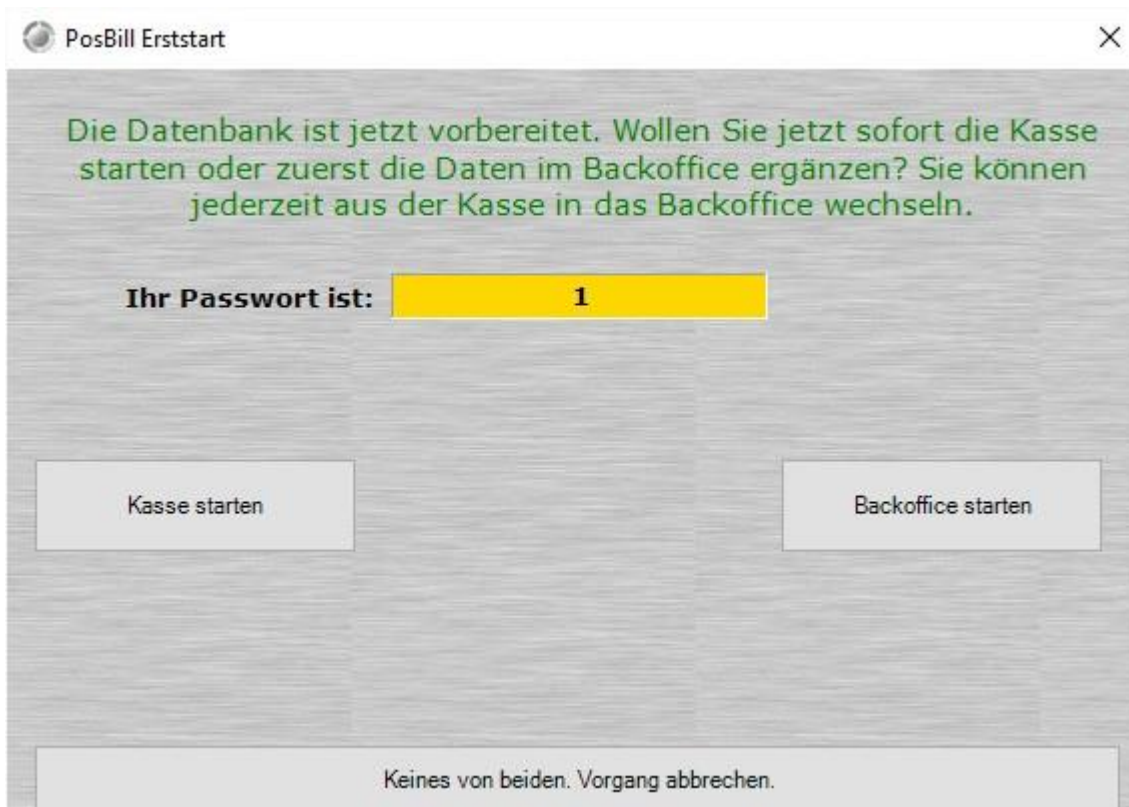 PosBill Erststart
Die Datenbank ist jetzt vorbereitet. Wollen Sie jetzt sofort die Kasse
starten oder zuerst die Daten im Backoffice ergänzen? Sie können
jederzeit aus der Kasse in das Backoffice wechseln.
Ihr Passwort ist: 1
Kasse starten
Backoffice starten
Keines von beiden. Vorgang abbrechen.